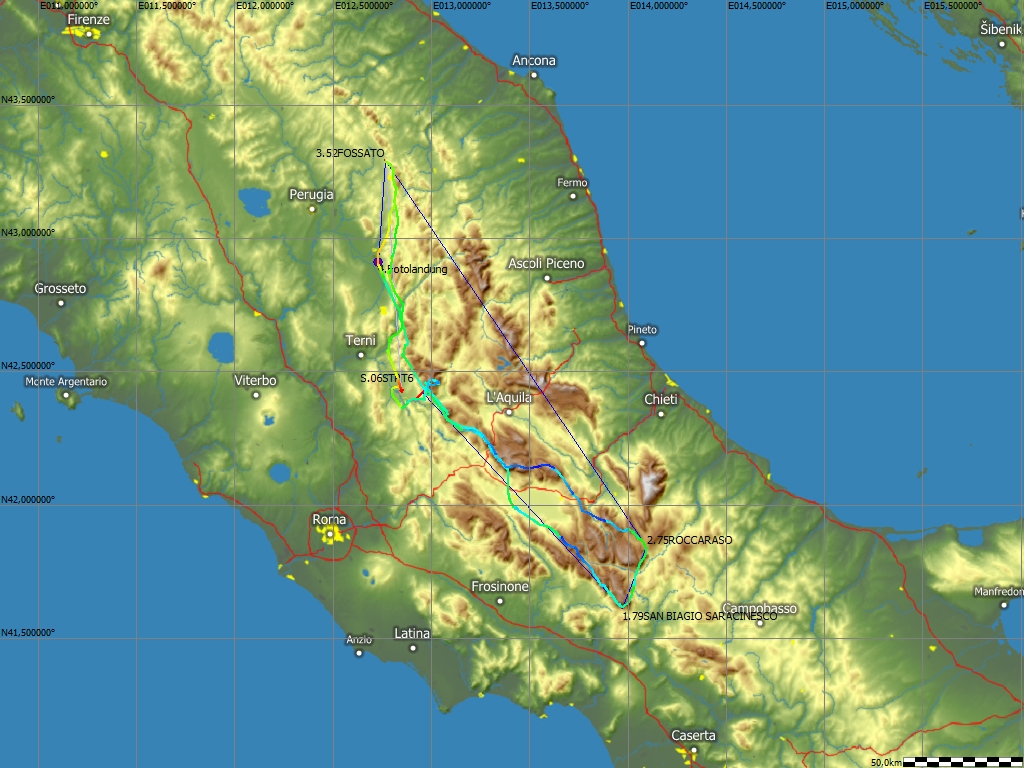 E011,000000°
E011,500000°
E012,000000°
E012,500000°
E013,000000°
E013,500000°
E014,000000°
E014,500000°
E015,000000°
E015,500000°
Firenze
Šibenik
Ancona
N43,500000°
3.52FOSSATO
Fermo
Perugia
N43,000000°
Ascoli Piceno
Fotolandung
Grosseto
Pineto
Terni
N42,500000°
Monte Argentario
Viterbo
L'Aquila
Chieti
N42,000000°
Roma
2.75ROCCARASO
Frosinone
Manfredon
Campobasso
1.79SAN BIAGIO SARACINESCO
N41,500000°
Latina
Anzio
Caserta
50,0km